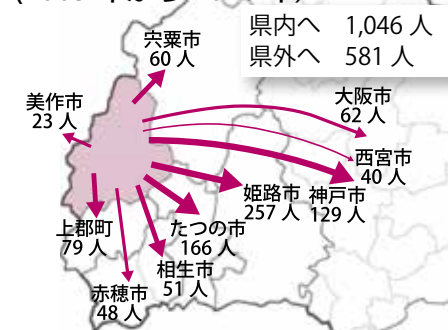 県内へ 1,046 人
県外へ 581 人
宍粟市
60 人
美作市
23 人
大阪市
62 人
西宮市
40 人
神戸市
129 人
姫路市
257 人
たつの市
166 人
相生市
51 人
上郡町
79 人
赤穂市
48 人